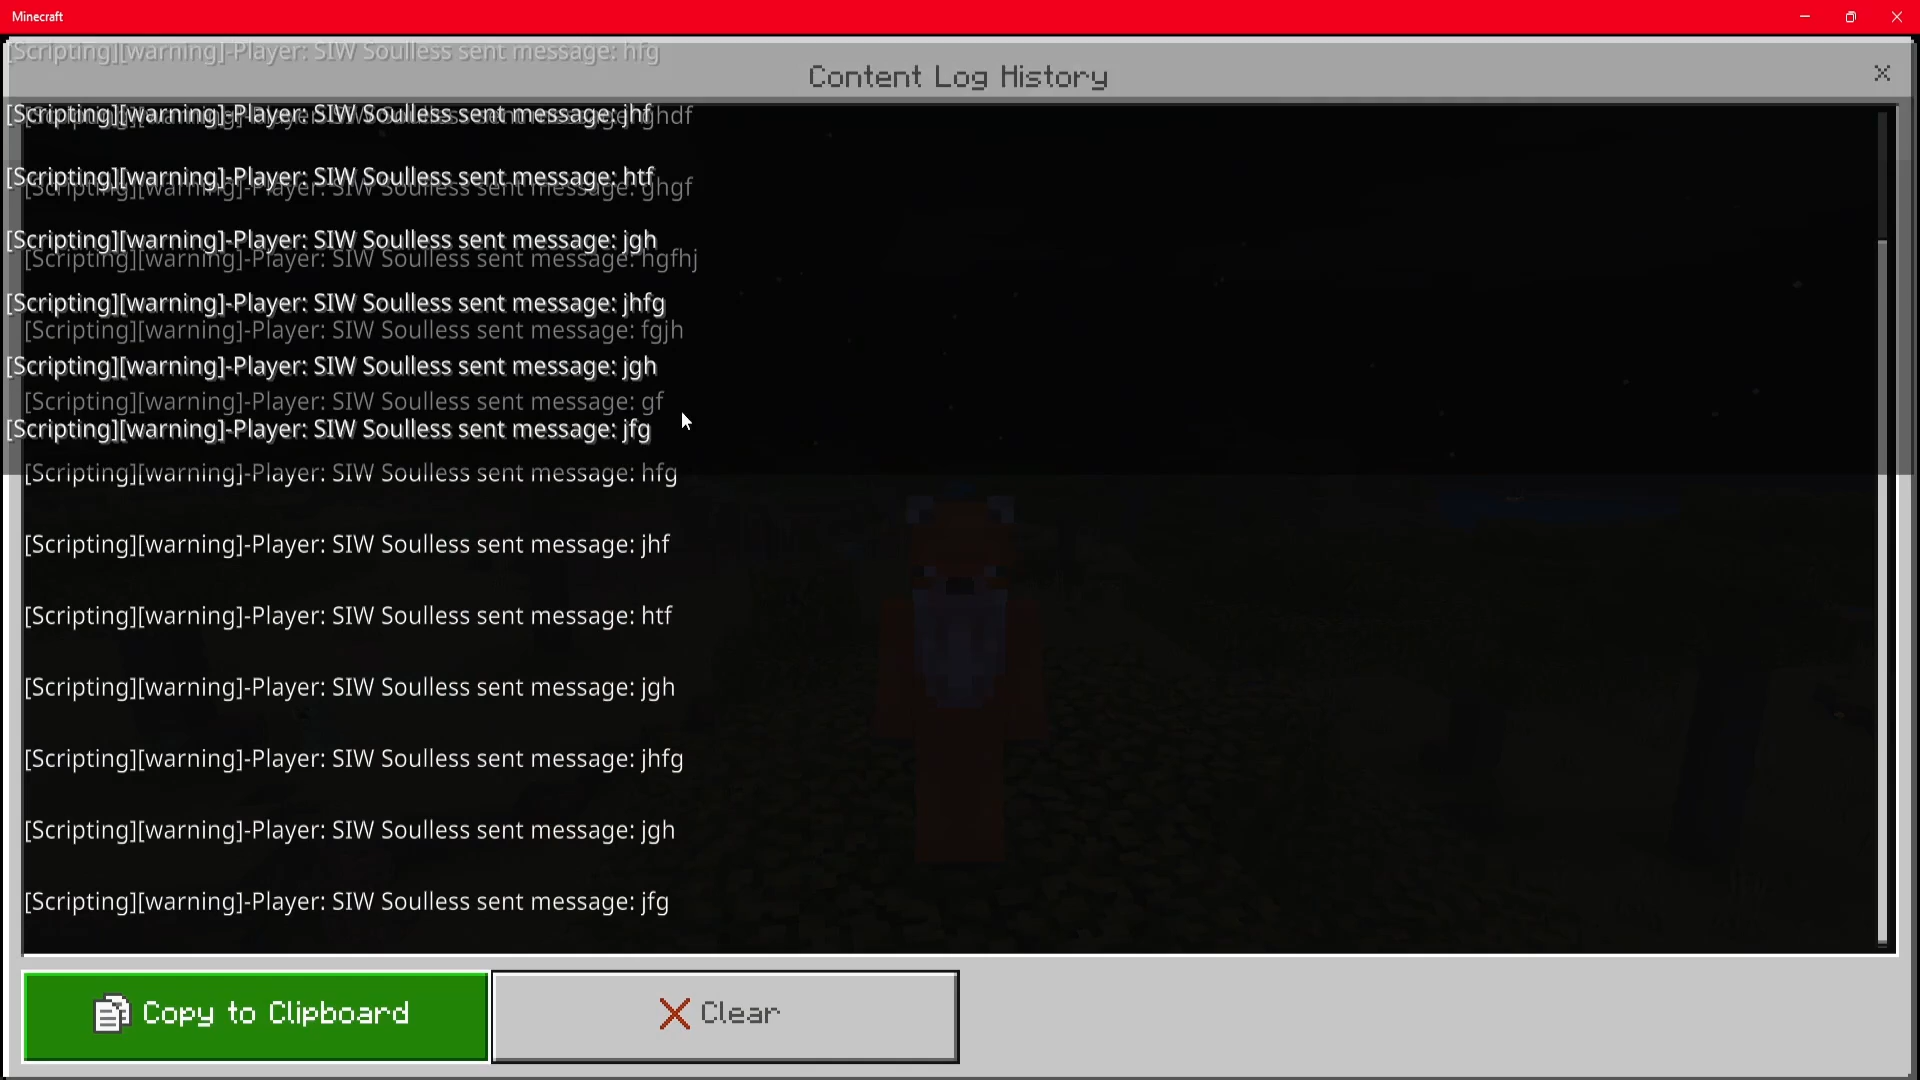 Minecraft
[Scripting][warning]-Player: SIW Soulless sent message: hfg
Content Log History
[Scripting][warning]-Player: SIW Soulless sent message: jhf
[Scripting][warning]-Player: SIW Soulless sent message: ghdf
[Scripting][warning]-Player: SIW Soulless sent message: htf
[Scripting][warning]-Player: SIW Soulless sent message: ghgf
[Scripting][warning]-Player: SIW Soulless sent message: jgh
[Scripting][warning]-Player: SIW Soulless sent message: hgfhj
[Scripting][warning]-Player: SIW Soulless sent message: jhfg
[Scripting][warning]-Player: SIW Soulless sent message: fgjh
[Scripting][warning]-Player: SIW Soulless sent message: jgh
[Scripting][warning]-Player: SIW Soulless sent message: gf
[Scripting][warning]-Player: SIW Soulless sent message: jfg
[Scripting][warning]-Player: SIW Soulless sent message: hfg
[Scripting][warning]-Player: SIW Soulless sent message: jhf
[Scripting][warning]-Player: SIW Soulless sent message: htf
[Scripting][warning]-Player: SIW Soulless sent message: jgh
[Scripting][warning]-Player: SIW Soulless sent message: jhfg
[Scripting][warning]-Player: SIW Soulless sent message: jgh
[Scripting][warning]-Player: SIW Soulless sent message: jfg
Copy to Clipboard
Clear